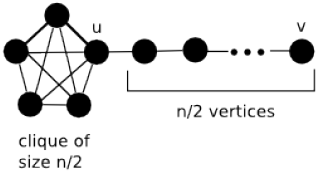 u
v
n/2 vertices
clique of
size n/2